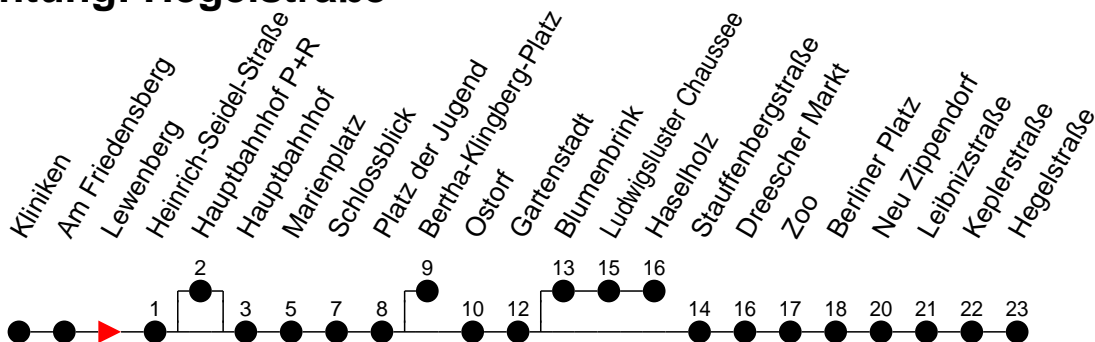 Hegelstraße
Kliniken
Am Friedensberg
Lewenberg
Heinrich-Seidel-Straße
Hauptbahnhof P+R
Hauptbahnhof
Marienplatz
Schlossblick
Platz der Jugend
Bertha-Klingberg-Platz
Ostorf
Gartenstadt
Blumenbrink
Ludwigsluster Chaussee
Haselholz
Stauffenbergstraße
Dreescher Markt
Zoo
Berliner Platz
Neu Zippendorf
Leibnizstraße
Keplerstraße
Hegelstraße
2 9 13 15 16
1 3 5 7 8 10 12 14 16 17 18 20 21 22 23